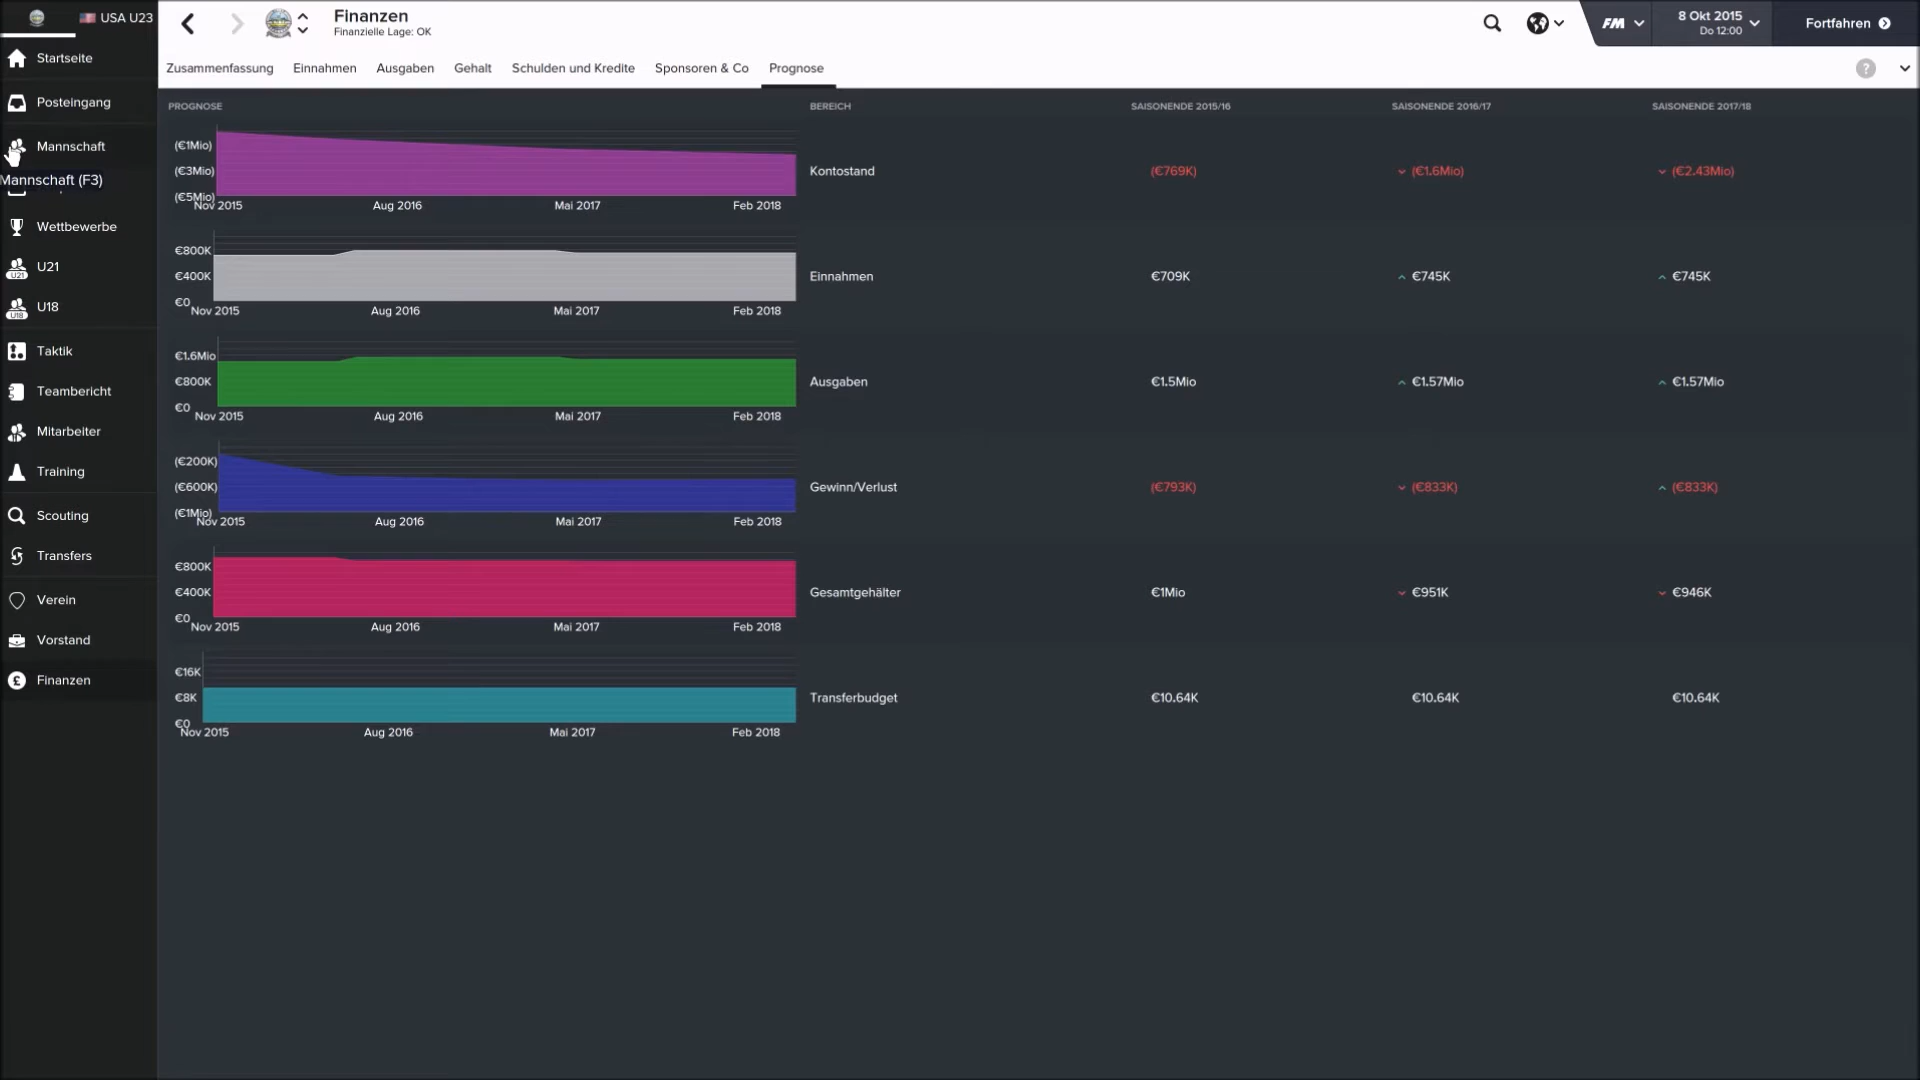 USA U23
Finanzen
Finanzielle Lage: OK
FM
8 Okt 2015
Do 12:00
Fortfahren
Startseite
Posteingang
Mannschaft
Mannschaft (F3)
Wettbewerbe
U21
U21
U18
U18
Taktik
Teambericht
Mitarbeiter
Training
Scouting
Transfers
Verein
Vorstand
£ Finanzen
Zusammenfassung Einnahmen Ausgaben Gehalt Schulden und Kredite Sponsoren & Co Prognose
?
PROGNOSE BEREICH SAISONENDE 2015/16 SAISONENDE 2016/17 SAISONENDE 2017/18
(€1Mio)
(€3Mio)
(€5Mio)
Nov 2015 Aug 2016 Mai 2017 Feb 2018
Kontostand (€769K) (€1.6Mio) (€2.43Mio)
€800K
€400K
€0
Nov 2015 Aug 2016 Mai 2017 Feb 2018
Einnahmen €709K €745K €745K
€1.6Mio
€800K
€0
Nov 2015 Aug 2016 Mai 2017 Feb 2018
Ausgaben €1.5Mio €1.57Mio €1.57Mio
(€200K)
(€600K)
(€1Mio)
Nov 2015 Aug 2016 Mai 2017 Feb 2018
Gewinn/Verlust (€793K) (€833K) (€833K)
€800K
€400K
€0
Nov 2015 Aug 2016 Mai 2017 Feb 2018
Gesamtgehälter €1Mio €951K €946K
€16K
€8K
€0
Nov 2015 Aug 2016 Mai 2017 Feb 2018
Transferbudget €10.64K €10.64K €10.64K